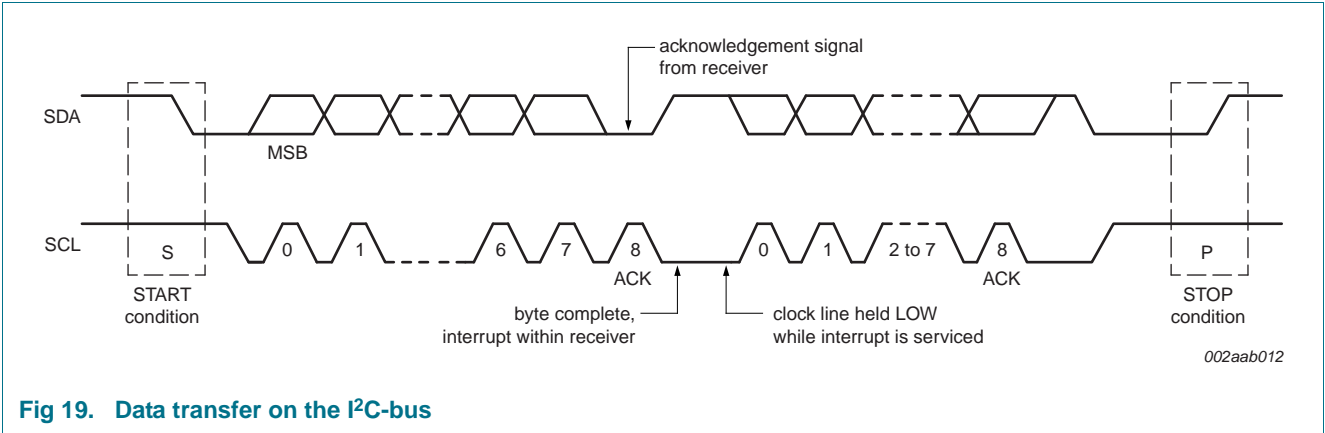 acknowledgement signal
from receiver
SDA
MSB
SCL
S
0
1
6
7
8
0
1
2 to 7
8
ACK
ACK
P
START
condition
byte complete,
interrupt within receiver
clock line held LOW
while interrupt is serviced
STOP
condition
002aab012
Fig 19. Data transfer on the I²C-bus